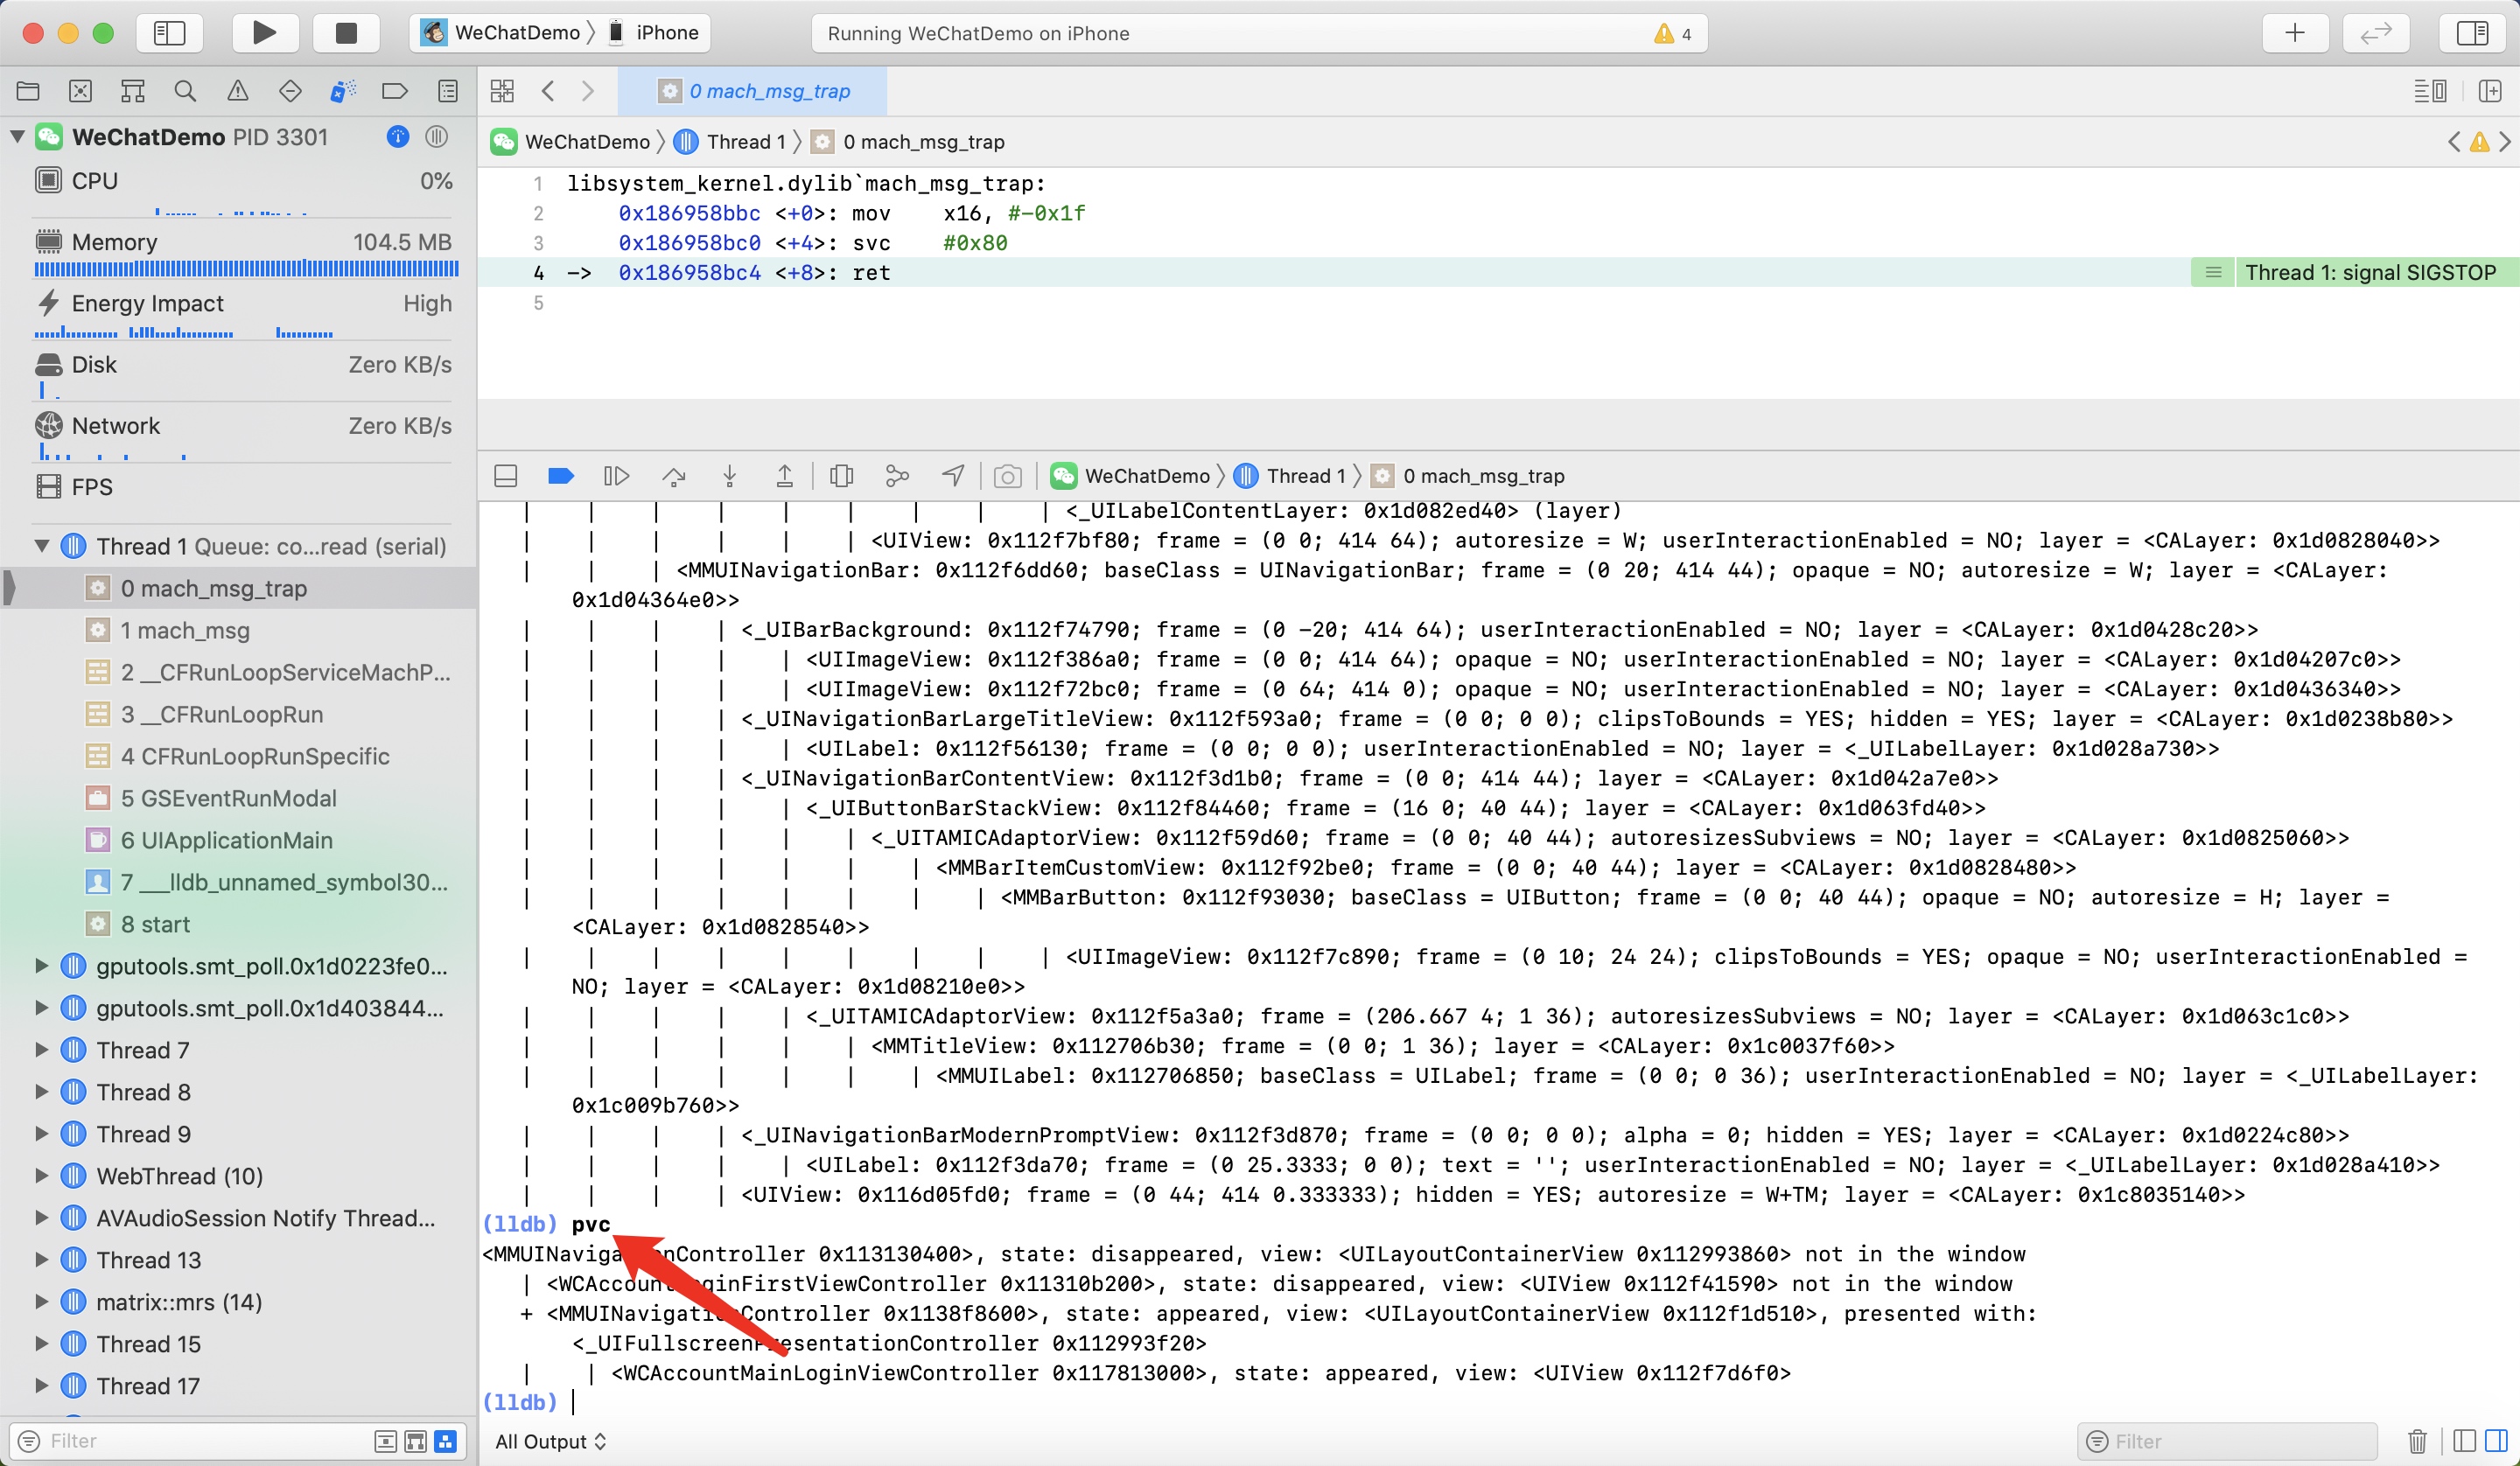 WeChatDemo 〉 iPhone
Running WeChatDemo on iPhone
4
0 mach_msg_trap
WeChatDemo PID 3301
CPU 0%
Memory 104.5 MB
Energy Impact High
Disk Zero KB/s
Network Zero KB/s
FPS
Thread 1 Queue: co...read (serial)
0 mach_msg_trap
1 mach_msg
2 __CFRunLoopServiceMachP...
3 __CFRunLoopRun
4 CFRunLoopRunSpecific
5 GSEventRunModal
6 UIApplicationMain
7 ___lldb_unnamed_symbol30...
8 start
gputools.smt_poll.0x1d0223fe0...
gputools.smt_poll.0x1d403844...
Thread 7
Thread 8
Thread 9
WebThread (10)
AVAudioSession Notify Thread...
Thread 13
matrix::mrs (14)
Thread 15
Thread 17
Filter
WeChatDemo 〉 Thread 1 〉 0 mach_msg_trap
1 libsystem_kernel.dylib`mach_msg_trap:
2 0x186958bbc <+0>: mov x16, #-0x1f
3 0x186958bc0 <+4>: svc #0x80
4 -> 0x186958bc4 <+8>: ret
Thread 1: signal SIGSTOP
5
WeChatDemo 〉 Thread 1 〉 0 mach_msg_trap
| | | | | | | | | <_UILabelContentLayer: 0x1d082ed40> (layer)
| | | | | | <UIView: 0x112f7bf80; frame = (0 0; 414 64); autoresize = W; userInteractionEnabled = NO; layer = <CALayer: 0x1d0828040>>
| | | <MMUINavigationBar: 0x112f6dd60; baseClass = UINavigationBar; frame = (0 20; 414 44); opaque = NO; autoresize = W; layer = <CALayer:
0x1d04364e0>>
| | | | <_UIBarBackground: 0x112f74790; frame = (0 -20; 414 64); userInteractionEnabled = NO; layer = <CALayer: 0x1d0428c20>>
| | | | | <UIImageView: 0x112f386a0; frame = (0 0; 414 64); opaque = NO; userInteractionEnabled = NO; layer = <CALayer: 0x1d04207c0>>
| | | | | <UIImageView: 0x112f72bc0; frame = (0 64; 414 0); opaque = NO; userInteractionEnabled = NO; layer = <CALayer: 0x1d0436340>>
| | | | <_UINavigationBarLargeTitleView: 0x112f593a0; frame = (0 0; 0 0); clipsToBounds = YES; hidden = YES; layer = <CALayer: 0x1d0238b80>>
| | | | | <UILabel: 0x112f56130; frame = (0 0; 0 0); userInteractionEnabled = NO; layer = <_UILabelLayer: 0x1d028a730>>
| | | | <_UINavigationBarContentView: 0x112f3d1b0; frame = (0 0; 414 44); layer = <CALayer: 0x1d042a7e0>>
| | | | | <_UIButtonBarStackView: 0x112f84460; frame = (16 0; 40 44); layer = <CALayer: 0x1d063fd40>>
| | | | | | <_UITAMICAdaptorView: 0x112f59d60; frame = (0 0; 40 44); autoresizesSubviews = NO; layer = <CALayer: 0x1d0825060>>
| | | | | | | <MMBarItemCustomView: 0x112f92be0; frame = (0 0; 40 44); layer = <CALayer: 0x1d0828480>>
| | | | | | | | <MMBarButton: 0x112f93030; baseClass = UIButton; frame = (0 0; 40 44); opaque = NO; autoresize = H; layer =
<CALayer: 0x1d0828540>>
| | | | | | | | | <UIImageView: 0x112f7c890; frame = (0 10; 24 24); clipsToBounds = YES; opaque = NO; userInteractionEnabled =
NO; layer = <CALayer: 0x1d08210e0>>
| | | | | <_UITAMICAdaptorView: 0x112f5a3a0; frame = (206.667 4; 1 36); autoresizesSubviews = NO; layer = <CALayer: 0x1d063c1c0>>
| | | | | | <MMTitleView: 0x112706b30; frame = (0 0; 1 36); layer = <CALayer: 0x1c0037f60>>
| | | | | | | <MMUILabel: 0x112706850; baseClass = UILabel; frame = (0 0; 0 36); userInteractionEnabled = NO; layer = <_UILabelLayer:
0x1c009b760>>
| | | | <_UINavigationBarModernPromptView: 0x112f3d870; frame = (0 0; 0 0); alpha = 0; hidden = YES; layer = <CALayer: 0x1d0224c80>>
| | | | | <UILabel: 0x112f3da70; frame = (0 25.3333; 0 0); text = ''; userInteractionEnabled = NO; layer = <_UILabelLayer: 0x1d028a410>>
| | | | <UIView: 0x116d05fd0; frame = (0 44; 414 0.333333); hidden = YES; autoresize = W+TM; layer = <CALayer: 0x1c8035140>>
(lldb) pvc
<MMUINavigationController 0x113130400>, state: disappeared, view: <UILayoutContainerView 0x112993860> not in the window
| <WCAccountLoginFirstViewController 0x11310b200>, state: disappeared, view: <UIView 0x112f41590> not in the window
+ <MMUINavigationController 0x1138f8600>, state: appeared, view: <UILayoutContainerView 0x112f1d510>, presented with:
<_UIFullscreenPresentationController 0x112993f20>
| | <WCAccountMainLoginViewController 0x117813000>, state: appeared, view: <UIView 0x112f7d6f0>
(lldb)
All Output
Filter